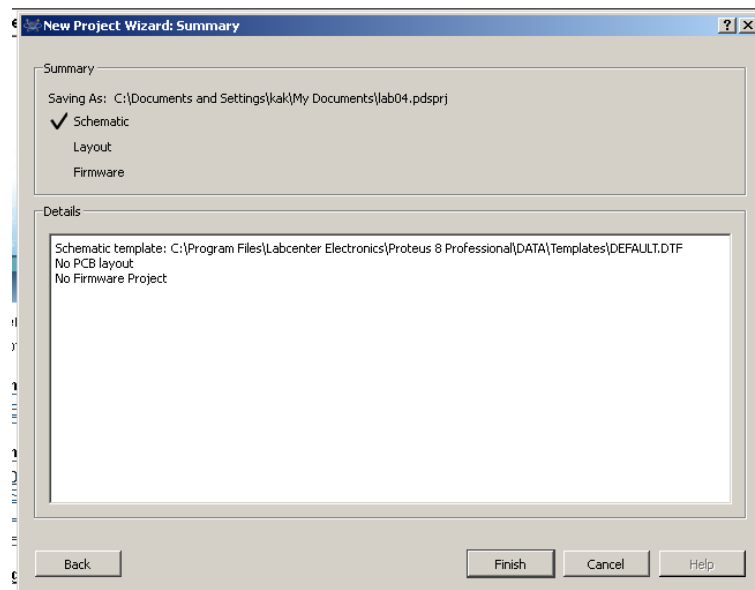 New Project Wizard: Summary
Summary
Saving As: C:\Documents and Settings\kak\My Documents\lab04.pdsprj
Schematic
Layout
Firmware
Details
Schematic template: C:\Program Files\Labcenter Electronics\Proteus 8 Professional\DATA\Templates\DEFAULT.DTF
No PCB layout
No Firmware Project
Back
Finish
Cancel
Help